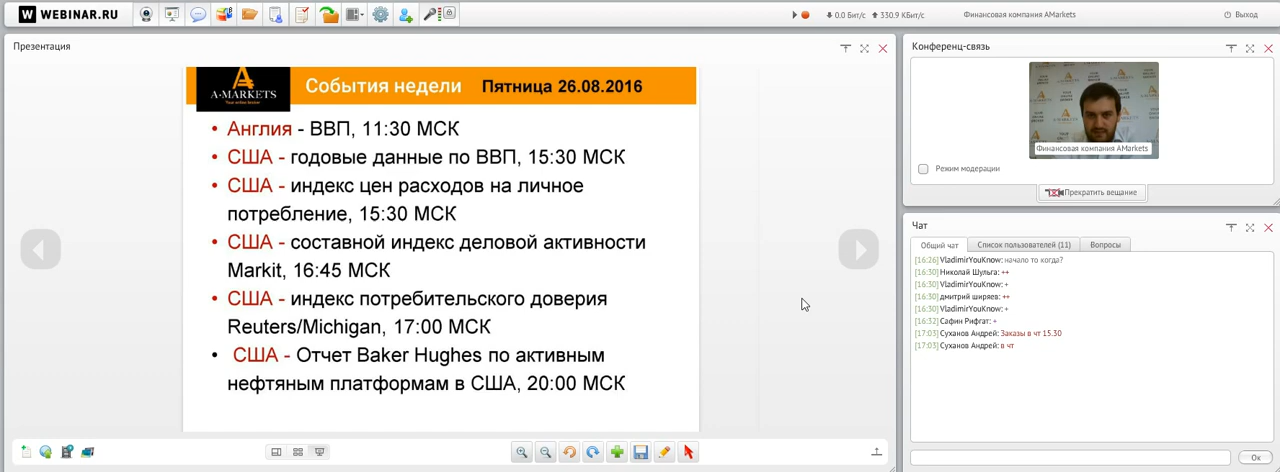 W WEBINAR.RU
0.0 Бит/с 330.9 КБит/с
Финансовая компания AMarkets
Выход
Презентация
A-MARKETS
Your active broker
События недели Пятница 26.08.2016
• Англия - ВВП, 11:30 МСК
• США - годовые данные по ВВП, 15:30 МСК
• США - индекс цен расходов на личное
потребление, 15:30 МСК
• США - составной индекс деловой активности
Markit, 16:45 МСК
• США - индекс потребительского доверия
Reuters/Michigan, 17:00 МСК
• США - Отчет Baker Hughes по активным
нефтяным платформам в США, 20:00 МСК
Конференц-связь
Финансовая компания AMarkets
Режим модерации
Прекратить вещание
Чат
Общий чат Список пользователей (11) Вопросы
[16:26] VladimirYouKnow: начало то когда?
[16:30] Николай Шульга: ++
[16:30] VladimirYouKnow: +
[16:30] дмитрий ширяев: ++
[16:30] VladimirYouKnow: +
[16:32] Сафин Рифгат: +
[17:03] Суханов Андрей: Заказы в чт 15.30
[17:03] Суханов Андрей: в чт
Ок